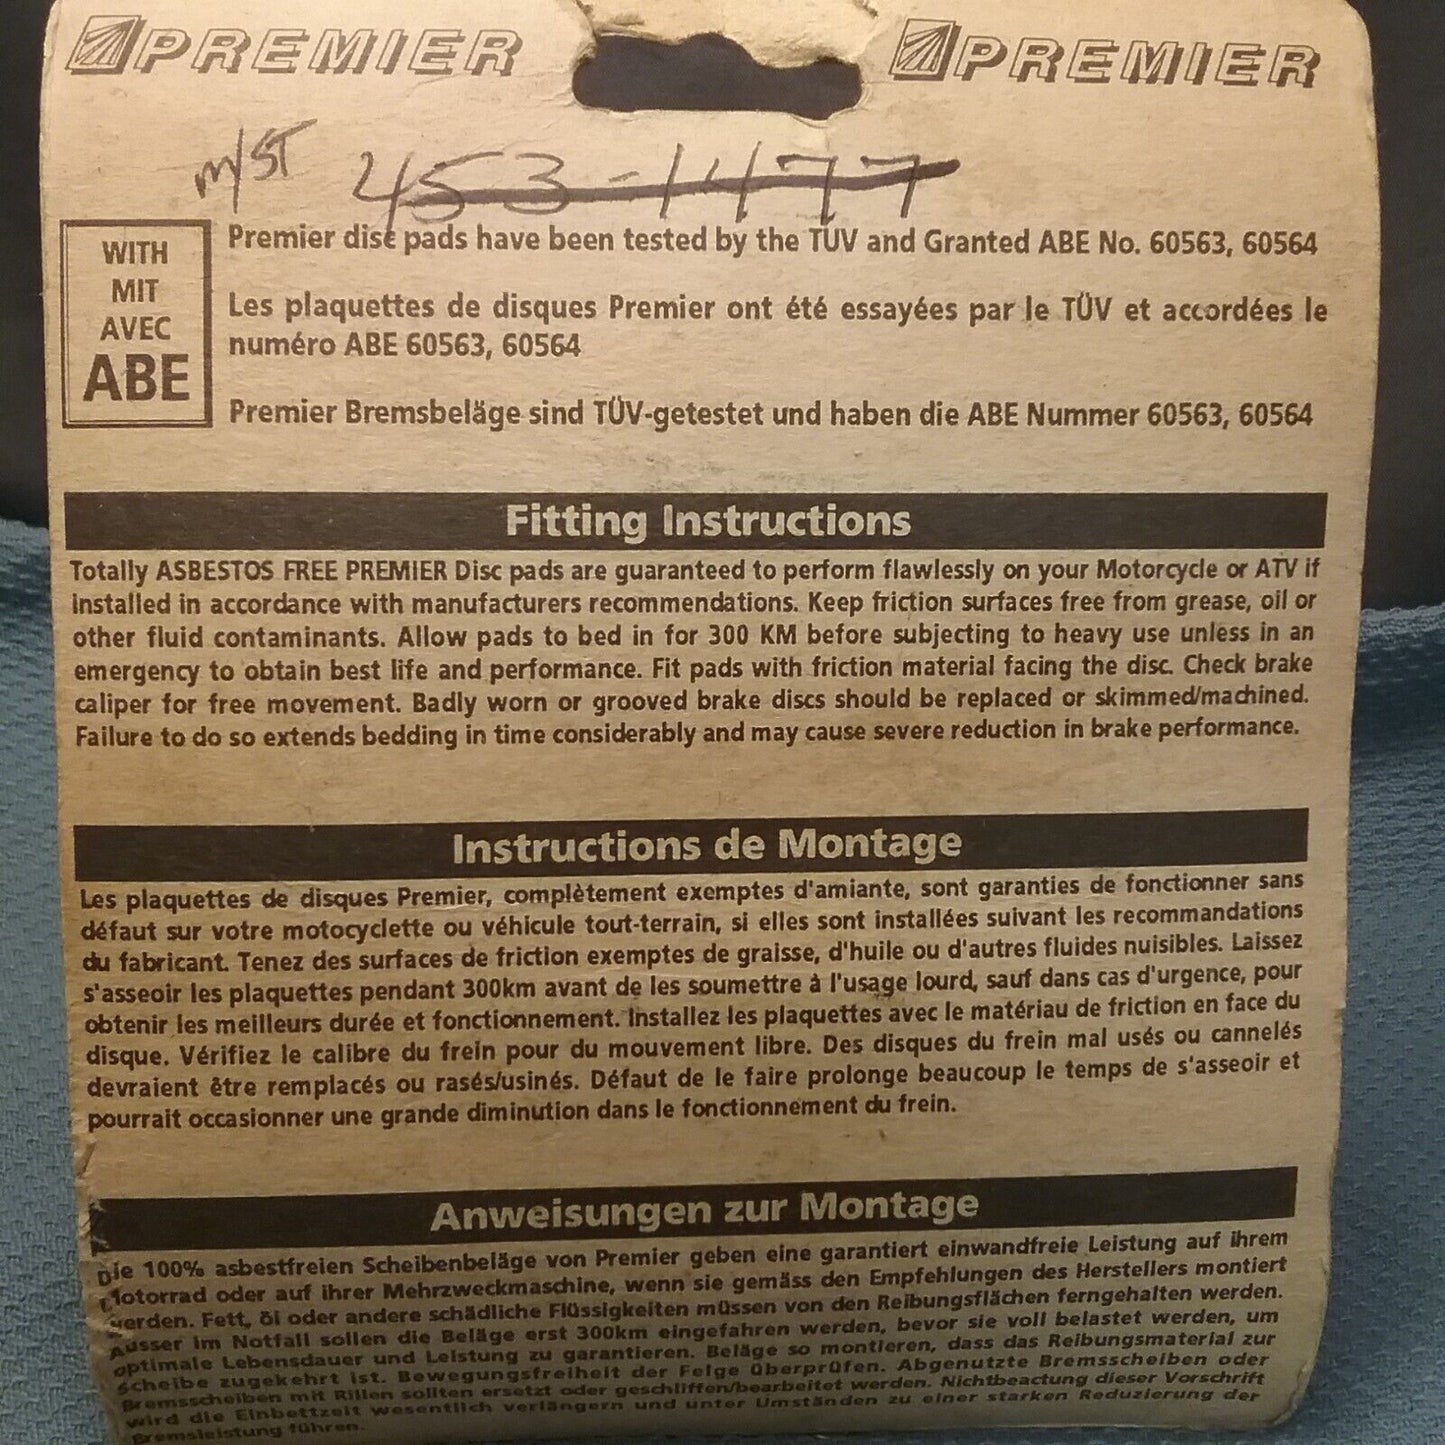 PREMIER PREMIER
M/ST 453-1477
WITH
MIT
AVEC
ABE
Premier disc pads have been tested by the TÜV and Granted ABE No. 60563, 60564
Les plaquettes de disques Premier ont été essayées par le TÜV et accordées le
numéro ABE 60563, 60564
Premier Bremsbeläge sind TÜV-getestet und haben die ABE Nummer 60563, 60564
Fitting Instructions
Totally ASBESTOS FREE PREMIER Disc pads are guaranteed to perform flawlessly on your Motorcycle or ATV if
installed in accordance with manufacturers recommendations. Keep friction surfaces free from grease, oil or
other fluid contaminants. Allow pads to bed in for 300 KM before subjecting to heavy use unless in an
emergency to obtain best life and performance. Fit pads with friction material facing the disc. Check brake
caliper for free movement. Badly worn or grooved brake discs should be replaced or skimmed/machined.
Failure to do so extends bedding in time considerably and may cause severe reduction in brake performance.
Instructions de Montage
Les plaquettes de disques Premier, complètement exemptes d'amiante, sont garanties de fonctionner sans
défaut sur votre motocyclette ou véhicule tout-terrain, si elles sont installées suivant les recommandations
du fabricant. Tenez des surfaces de friction exemptes de graisse, d'huile ou d'autres fluides nuisibles. Laissez
s'asseoir les plaquettes pendant 300km avant de les soumettre à l'usage lourd, sauf dans cas d'urgence, pour
obtenir les meilleurs durée et fonctionnement. Installez les plaquettes avec le matériau de friction en face du
disque. Vérifiez le calibre du frein pour du mouvement libre. Des disques du frein mal usés ou cannelés
devraient être remplacés ou rasés/usinés. Défaut de le faire prolonge beaucoup le temps de s'asseoir et
pourrait occasionner une grande diminution dans le fonctionnement du frein.
Anweisungen zur Montage
Die 100% asbestfreien Scheibenbeläge von Premier geben eine garantiert einwandfreie Leistung auf ihrem
Motorrad oder auf ihrer Mehrzweckmaschine, wenn sie gemäss den Empfehlungen des Herstellers montiert
werden. Fett, öl oder andere schädliche Flüssigkeiten müssen von den Reibungsflächen ferngehalten werden.
Ausser im Notfall sollen die Beläge erst 300km eingefahren werden, bevor sie voll belastet werden, um
optimale Lebensdauer und Leistung zu garantieren. Beläge so montieren, dass das Reibungsmaterial zur
Scheibe zugekehrt ist. Bewegungsfreiheit der Felge überprüfen. Abgenutzte Bremsscheiben oder
Bremsscheiben mit Rillen sollten ersetzt oder geschliffen/bearbeitet werden. Nichtbeactung dieser Vorschrift
wird die Einbettzeit wesentlich verlängern und unter Umständen zu einer starken Reduzierung der
Bremsleistung führen.